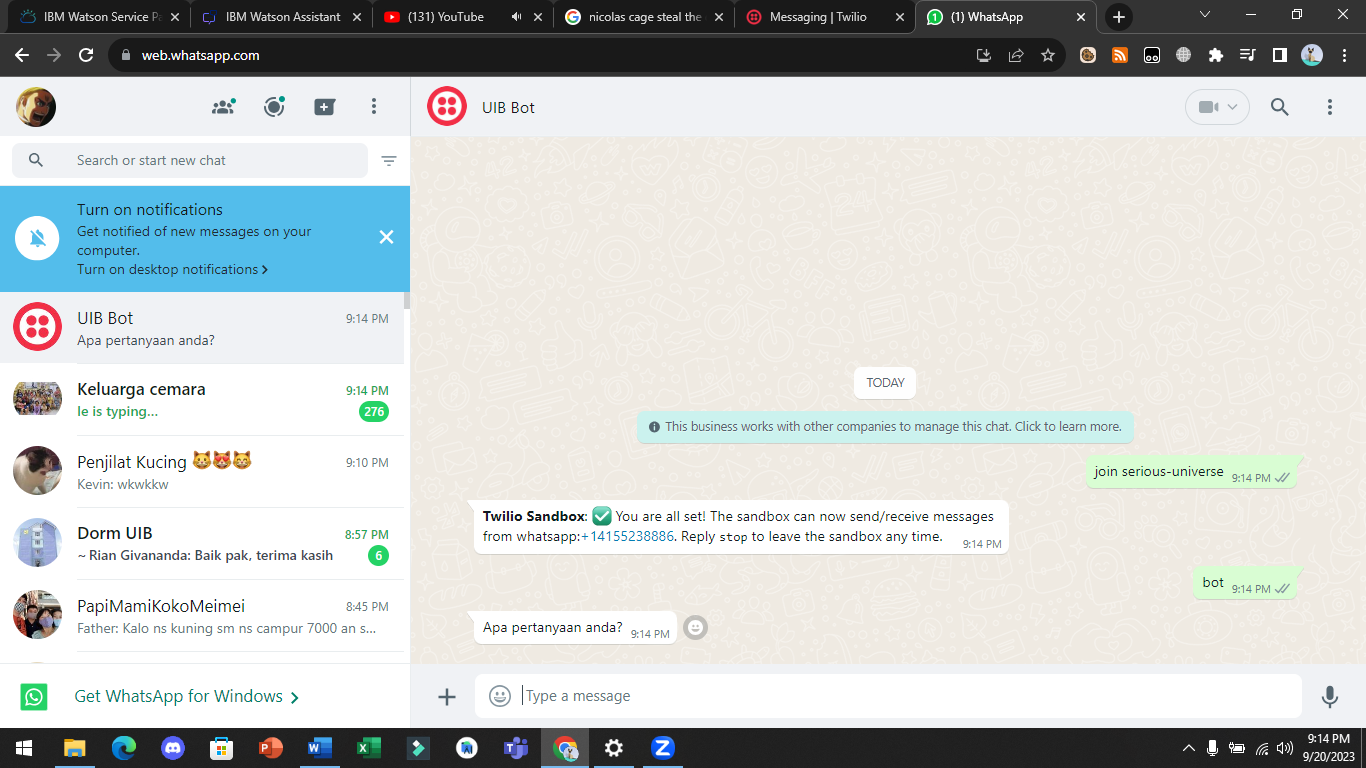 IBM Watson Service Pa
IBM Watson Assistant
(131) YouTube
nicolas cage steal the
Messaging | Twilio
(1) WhatsApp
web.whatsapp.com
UIB Bot
Search or start new chat
Turn on notifications
Get notified of new messages on your
computer.
Turn on desktop notifications
UIB Bot
9:14 PM
Apa pertanyaan anda?
Keluarga cemara
9:14 PM
le is typing...
276
Penjilat Kucing 😺😻😸
9:10 PM
Kevin: wkwkkw
Dorm UIB
8:57 PM
~ Rian Givananda: Baik pak, terima kasih
6
PapiMamiKokoMeimei
8:45 PM
Father: Kalo ns kuning sm ns campur 7000 an s...
Get WhatsApp for Windows
TODAY
This business works with other companies to manage this chat. Click to learn more.
join serious-universe
9:14 PM
Twilio Sandbox: ✅ You are all set! The sandbox can now send/receive messages
from whatsapp:+14155238886. Reply stop to leave the sandbox any time.
9:14 PM
bot
9:14 PM
Apa pertanyaan anda?
9:14 PM
Type a message
9:14 PM
9/20/2023